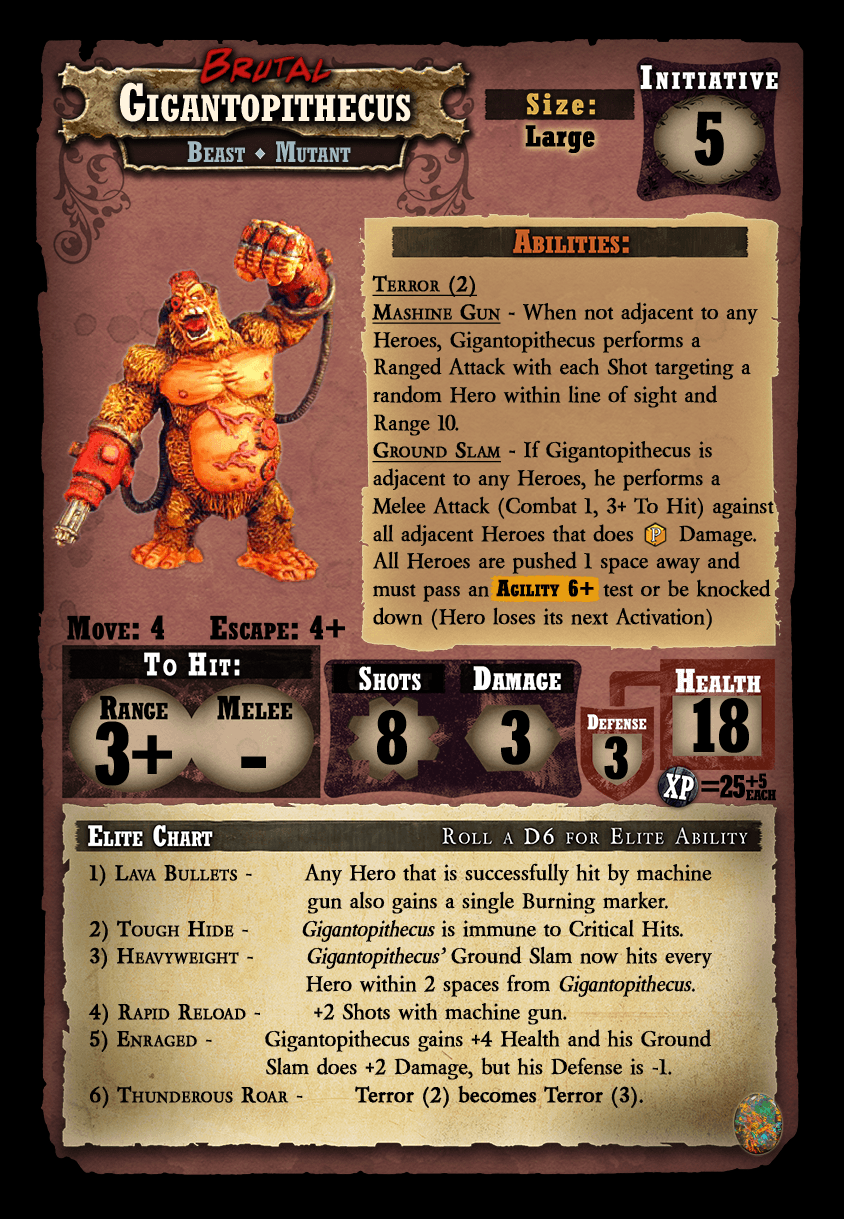 Brutal
Gigantopithecus
Beast ◆ Mutant
Size:
Large
Initiative
5
Abilities:
Terror (2)
Mashine Gun - When not adjacent to any
Heroes, Gigantopithecus performs a
Ranged Attack with each Shot targeting a
random Hero within line of sight and
Range 10.
Ground Slam - If Gigantopithecus is
adjacent to any Heroes, he performs a
Melee Attack (Combat 1, 3+ To Hit) against
all adjacent Heroes that does P Damage.
All Heroes are pushed 1 space away and
must pass an Agility 6+ test or be knocked
down (Hero loses its next Activation)
Move: 4 Escape: 4+
To Hit:
Range Melee
3+ -
Shots
8
Damage
3
Defense
3
Health
18
XP =25 +5 EACH
Elite Chart Roll a D6 for Elite Ability
1) Lava Bullets - Any Hero that is successfully hit by machine
gun also gains a single Burning marker.
2) Tough Hide - Gigantopithecus is immune to Critical Hits.
3) Heavyweight - Gigantopithecus' Ground Slam now hits every
Hero within 2 spaces from Gigantopithecus.
4) Rapid Reload - +2 Shots with machine gun.
5) Enraged - Gigantopithecus gains +4 Health and his Ground
Slam does +2 Damage, but his Defense is -1.
6) Thunderous Roar - Terror (2) becomes Terror (3).